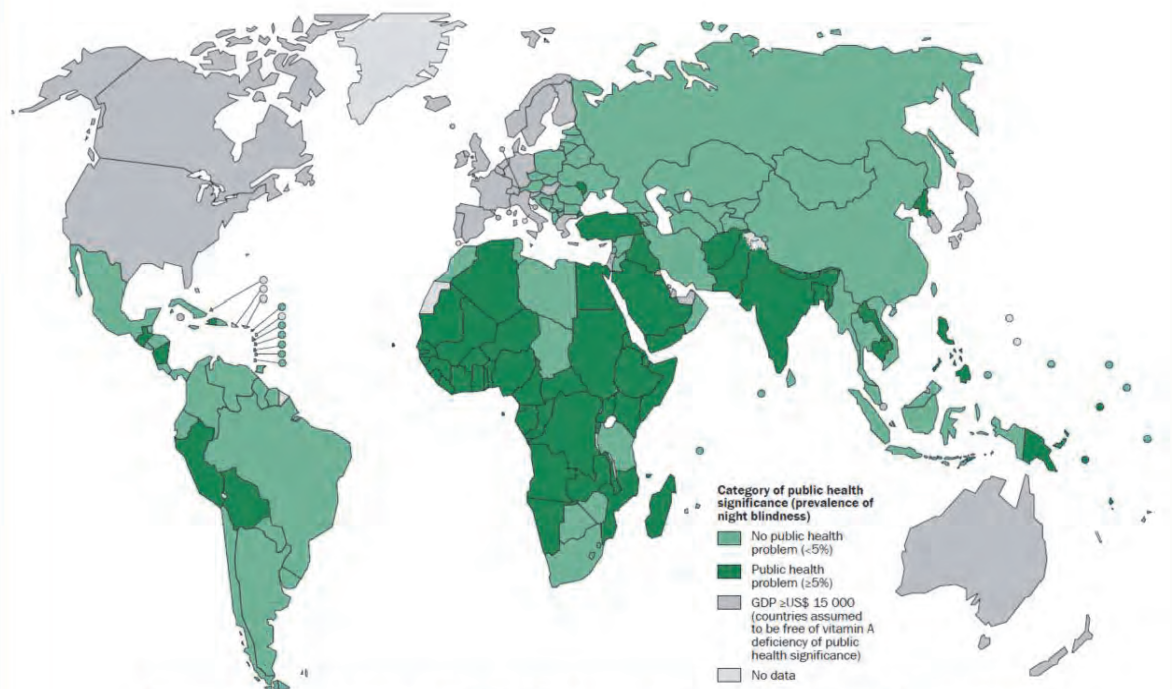 Category of public health
significance (prevalence of
night blindness)
No public health
problem (<5%)
Public health
problem (≥5%)
GDP ≥US$ 15 000
(countries assumed
to be free of vitamin A
deficiency of public
health significance)
No data